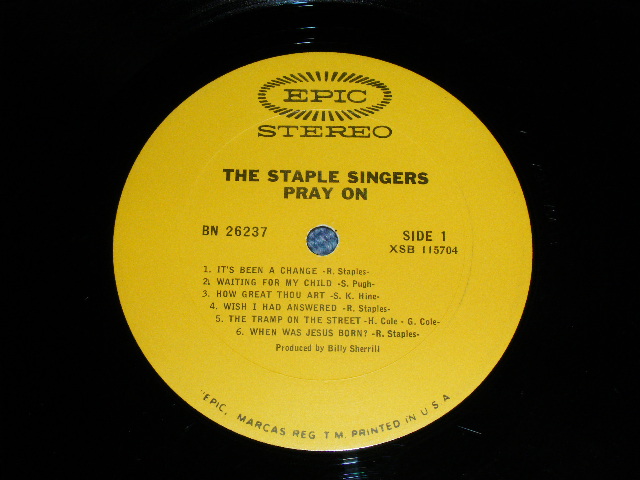 EPIC
STEREO
THE STAPLE SINGERS
PRAY ON
BN 26237
SIDE 1
XSB 115704
1. IT'S BEEN A CHANGE -R. Staples-
2. WAITING FOR MY CHILD -S. Pugh-
3. HOW GREAT THOU ART -S. K. Hine-
4. WISH I HAD ANSWERED -R. Staples-
5. THE TRAMP ON THE STREET -H. Cole - G. Cole-
6. WHEN WAS JESUS BORN? -R. Staples-
Produced by Billy Sherrill
"EPIC, MARCAS REG. T.M. PRINTED IN U S A